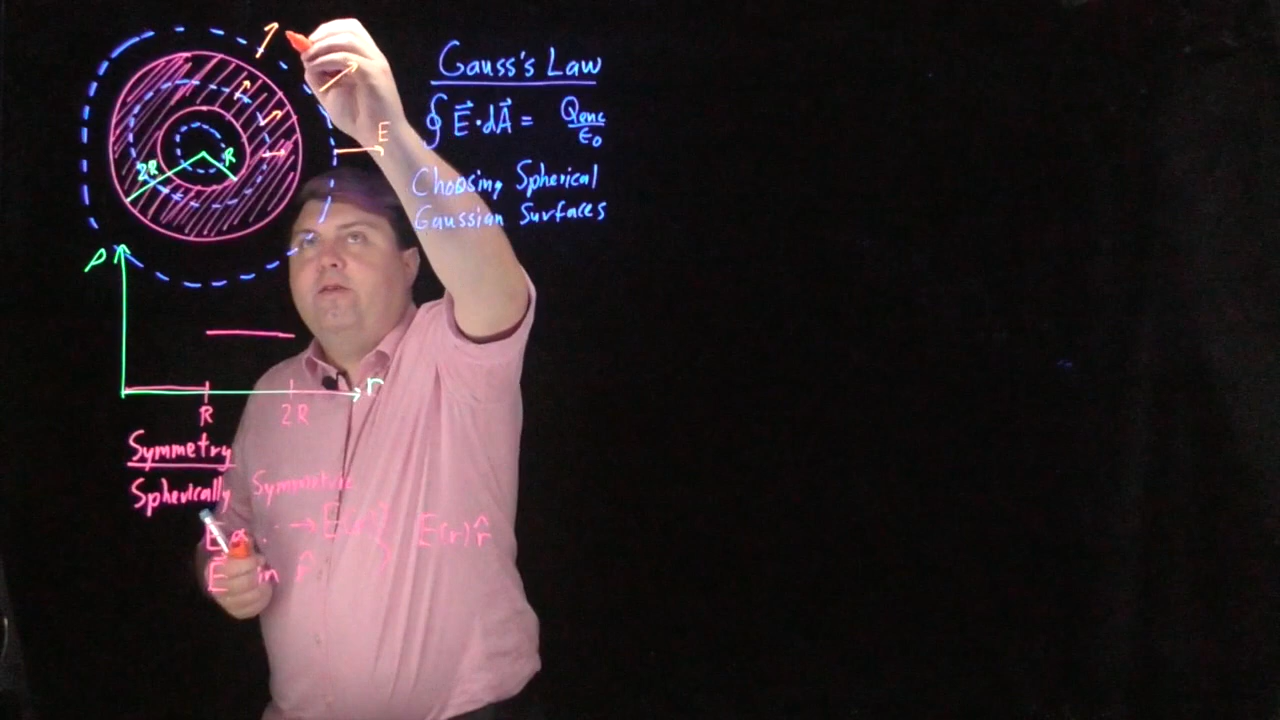 Gauss's Law
∮ E⃗ · dA⃗ = Qenc / ε0
Choosing Spherical
Gaussian Surfaces
E
2R
R
ρ
r
R
2R
Symmetry
Spherically Symmetric
E → E(r)
E(r) r̂
E⃗ in r̂